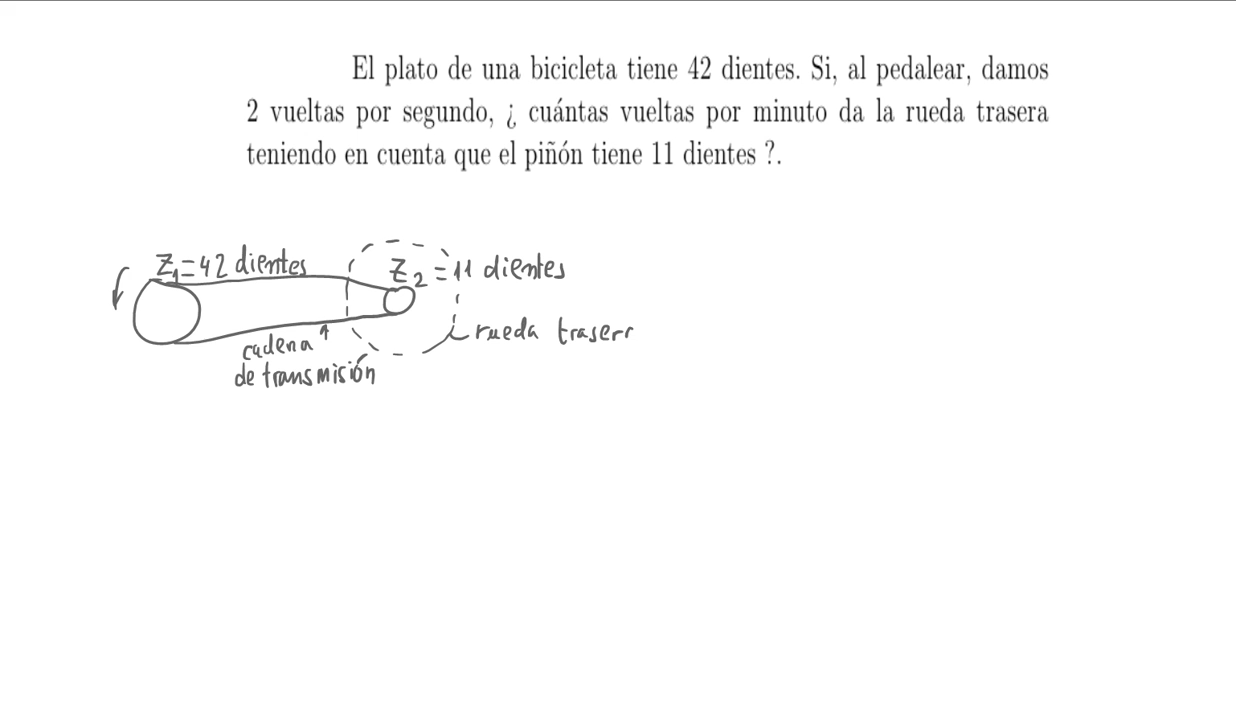 El plato de una bicicleta tiene 42 dientes. Si, al pedalear, damos
2 vueltas por segundo, ¿ cuántas vueltas por minuto da la rueda trasera
teniendo en cuenta que el piñón tiene 11 dientes ?.
Z₁=42 dientes
Z₂=11 dientes
rueda traserr
cadena
de transmisión